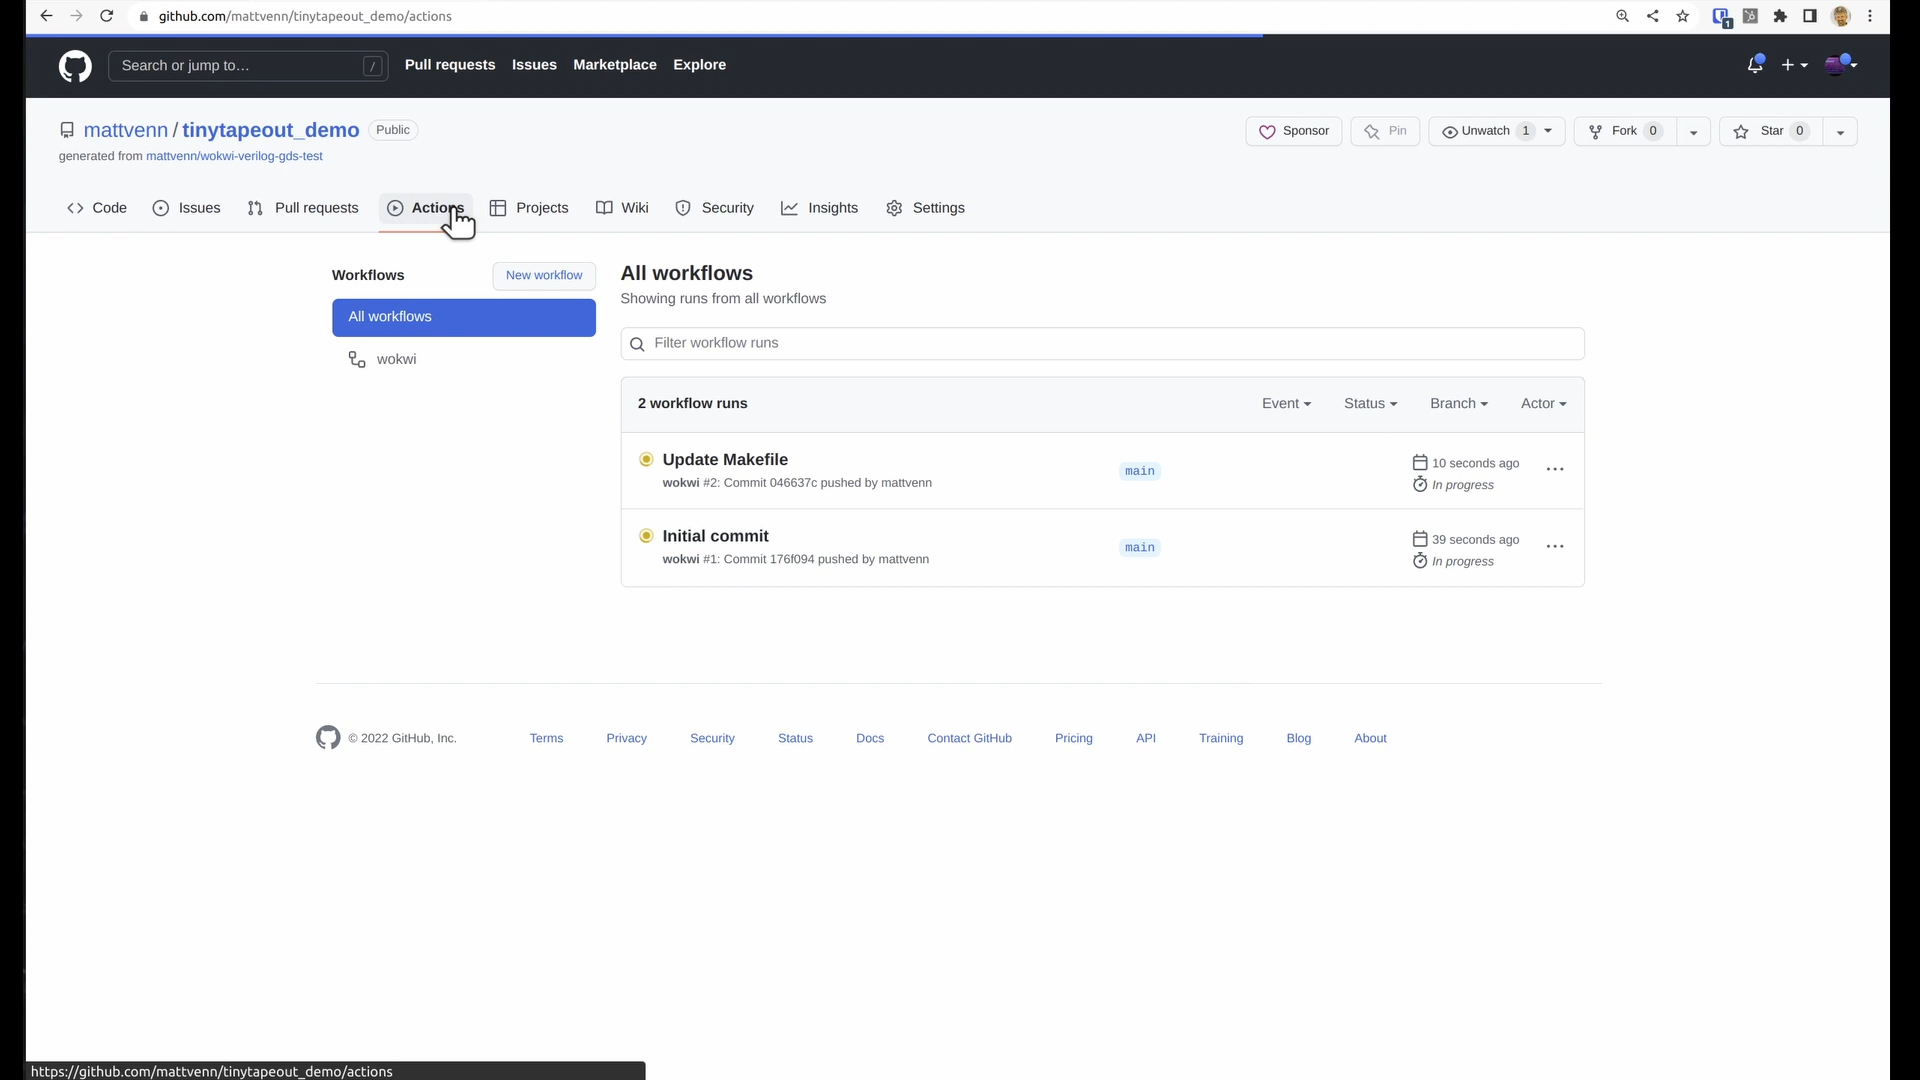 github.com/mattvenn/tinytapeout_demo/actions
1
Search or jump to…
/
Pull requests Issues Marketplace Explore
mattvenn / tinytapeout_demo Public
generated from mattvenn/wokwi-verilog-gds-test
Sponsor Pin Unwatch 1 Fork 0 Star 0
Code Issues Pull requests Actions Projects Wiki Security Insights Settings
Workflows New workflow
All workflows
wokwi
All workflows
Showing runs from all workflows
Filter workflow runs
2 workflow runs Event Status Branch Actor
Update Makefile
wokwi #2: Commit 046637c pushed by mattvenn
main
10 seconds ago
In progress
Initial commit
wokwi #1: Commit 176f094 pushed by mattvenn
main
39 seconds ago
In progress
© 2022 GitHub, Inc. Terms Privacy Security Status Docs Contact GitHub Pricing API Training Blog About
https://github.com/mattvenn/tinytapeout_demo/actions